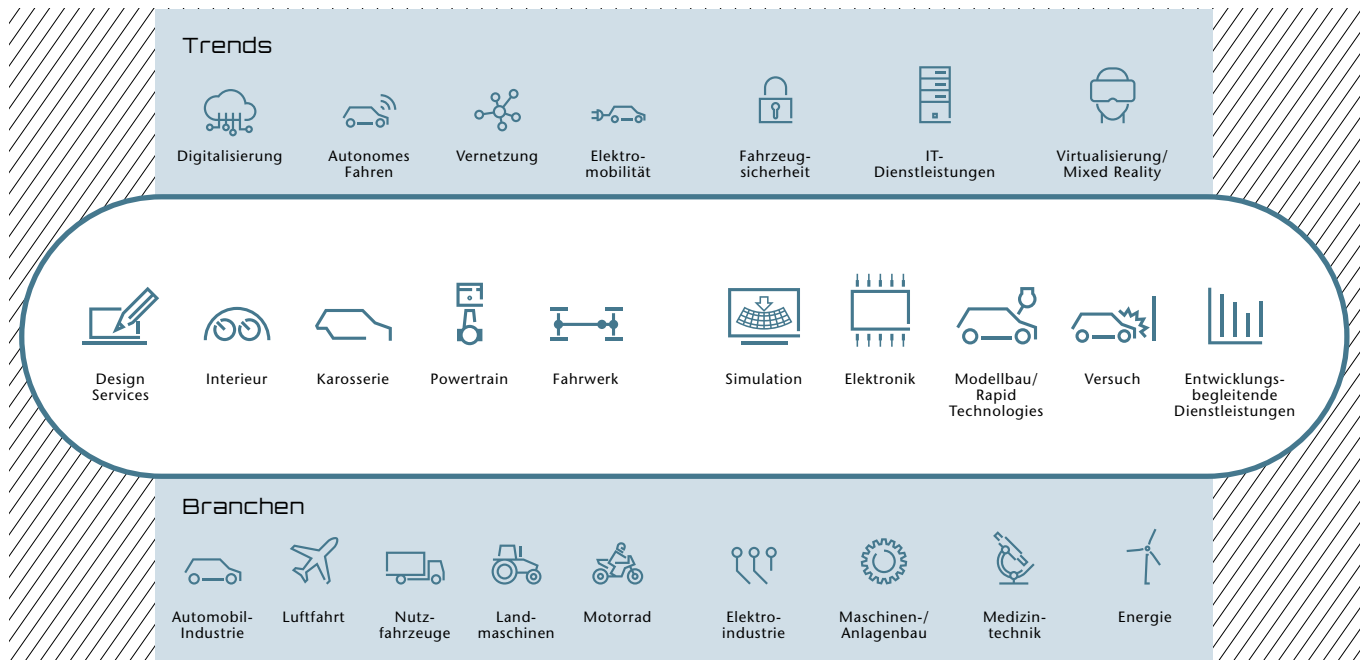 Trends
Digitalisierung
Autonomes
Fahren
Vernetzung
Elektro-
mobilität
Fahrzeug-
sicherheit
IT-
Dienstleistungen
Virtualisierung/
Mixed Reality
Design
Services
Interieur
Karosserie
Powertrain
Fahrwerk
Simulation
Elektronik
Modellbau/
Rapid
Technologies
Versuch
Entwicklungs-
begleitende
Dienstleistungen
Branchen
Automobil-
Industrie
Luftfahrt
Nutz-
fahrzeuge
Land-
maschinen
Motorrad
Elektro-
industrie
Maschinen-/
Anlagenbau
Medizin-
technik
Energie